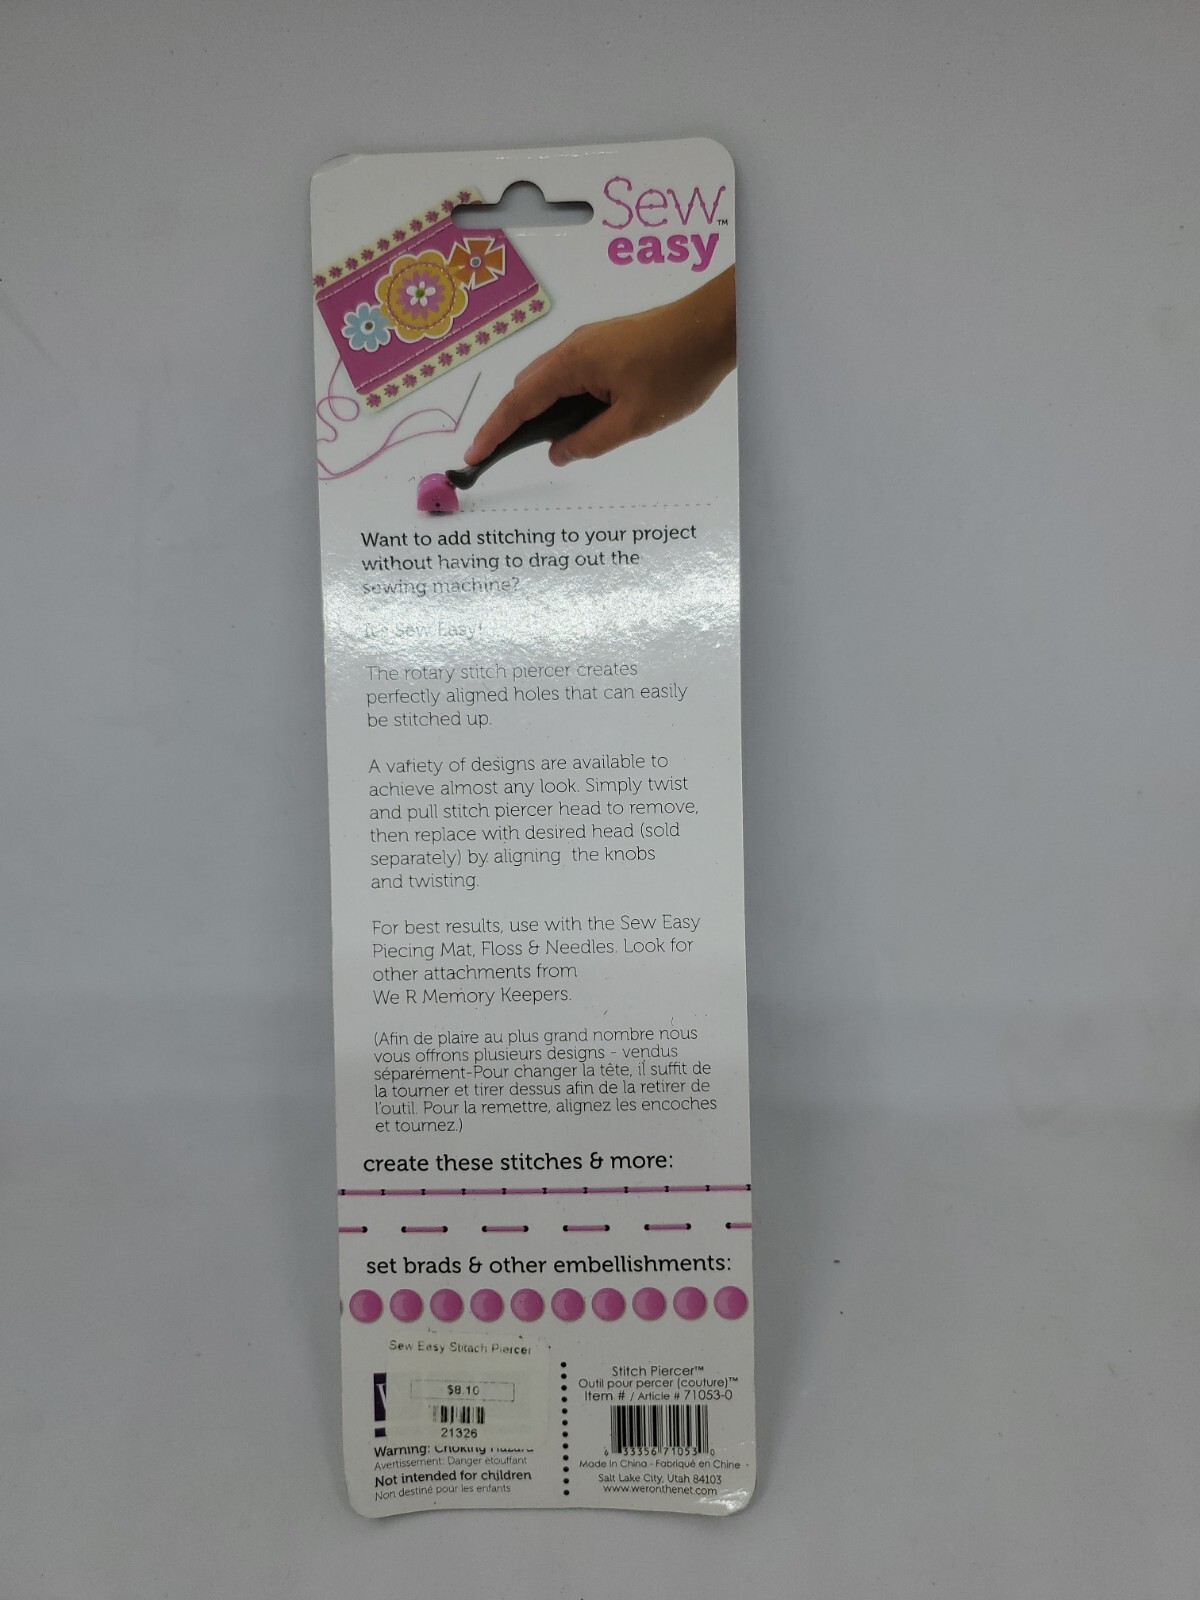 Sew™
easy
Want to add stitching to your project
without having to drag out the
sewing machine?
It's Sew Easy!
The rotary stitch piercer creates
perfectly aligned holes that can easily
be stitched up.
A variety of designs are available to
achieve almost any look. Simply twist
and pull stitch piercer head to remove,
then replace with desired head (sold
separately) by aligning the knobs
and twisting.
For best results, use with the Sew Easy
Piecing Mat, Floss & Needles. Look for
other attachments from
We R Memory Keepers.
(Afin de plaire au plus grand nombre nous
vous offrons plusieurs designs - vendus
séparément-Pour changer la tête, il suffit de
la tourner et tirer dessus afin de la retirer de
l'outil. Pour la remettre, alignez les encoches
et tournez.)
create these stitches & more:
set brads & other embellishments:
Sew Easy Stitach Piercer
$8.10
21326
Warning: Choking Hazard
Avertissement: Danger étouffant
Not intended for children
Non destiné pour les enfants
Stitch Piercer™
Outil pour percer (couture)™
Item # / Article # 71053-0
6 33356 71053 0
Made In China - Fabriqué en Chine
Salt Lake City, Utah 84103
www.weronthenet.com